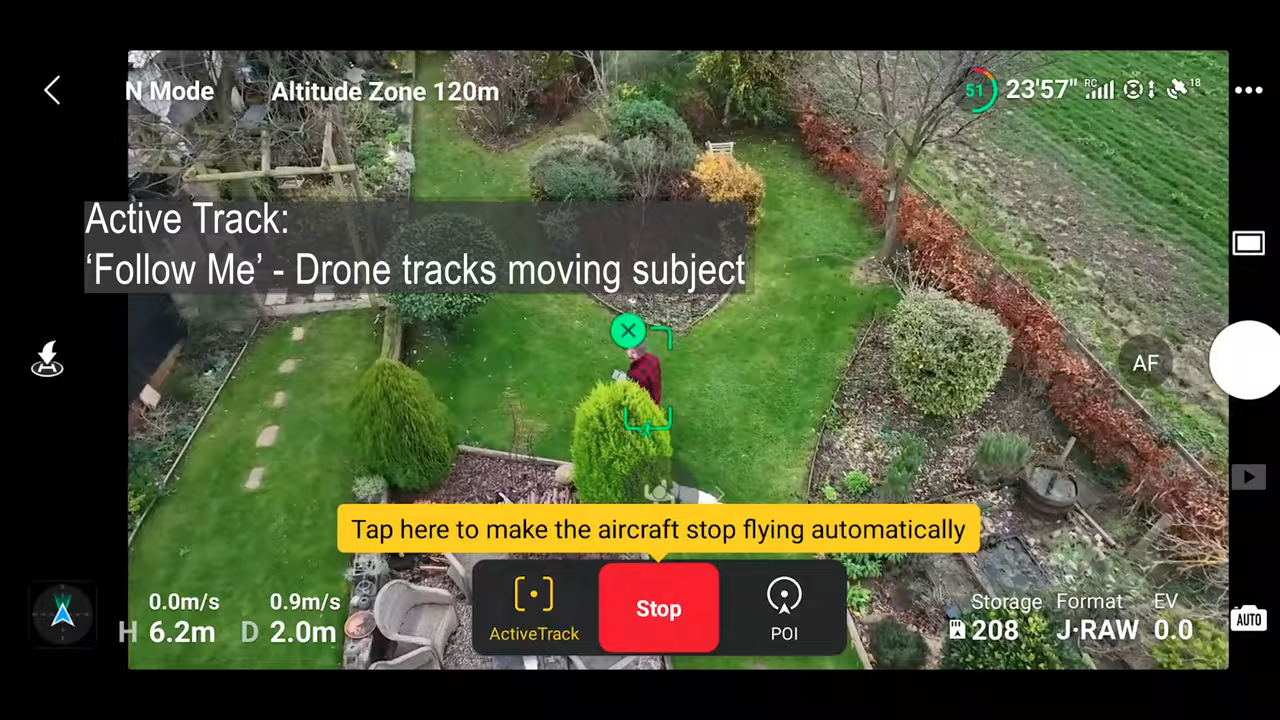 N Mode
Altitude Zone 120m
51
23'57"
RC
18
Active Track:
‘Follow Me’ - Drone tracks moving subject
AF
Tap here to make the aircraft stop flying automatically
0.0m/s
0.9m/s
H 6.2m
D 2.0m
ActiveTrack
Stop
POI
Storage
Format
EV
208
J·RAW
0.0
AUTO